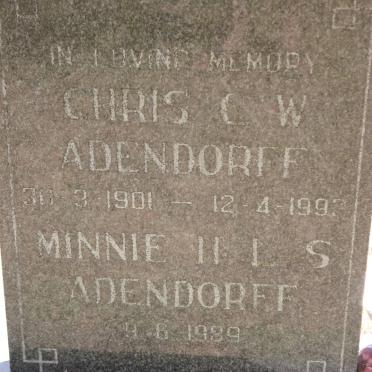 IN LOVING MEMORY
CHRIS C W
ADENDORFF
30-3-1901 — 12-4-1993
MINNIE H L S
ADENDORFF
9 6 1989